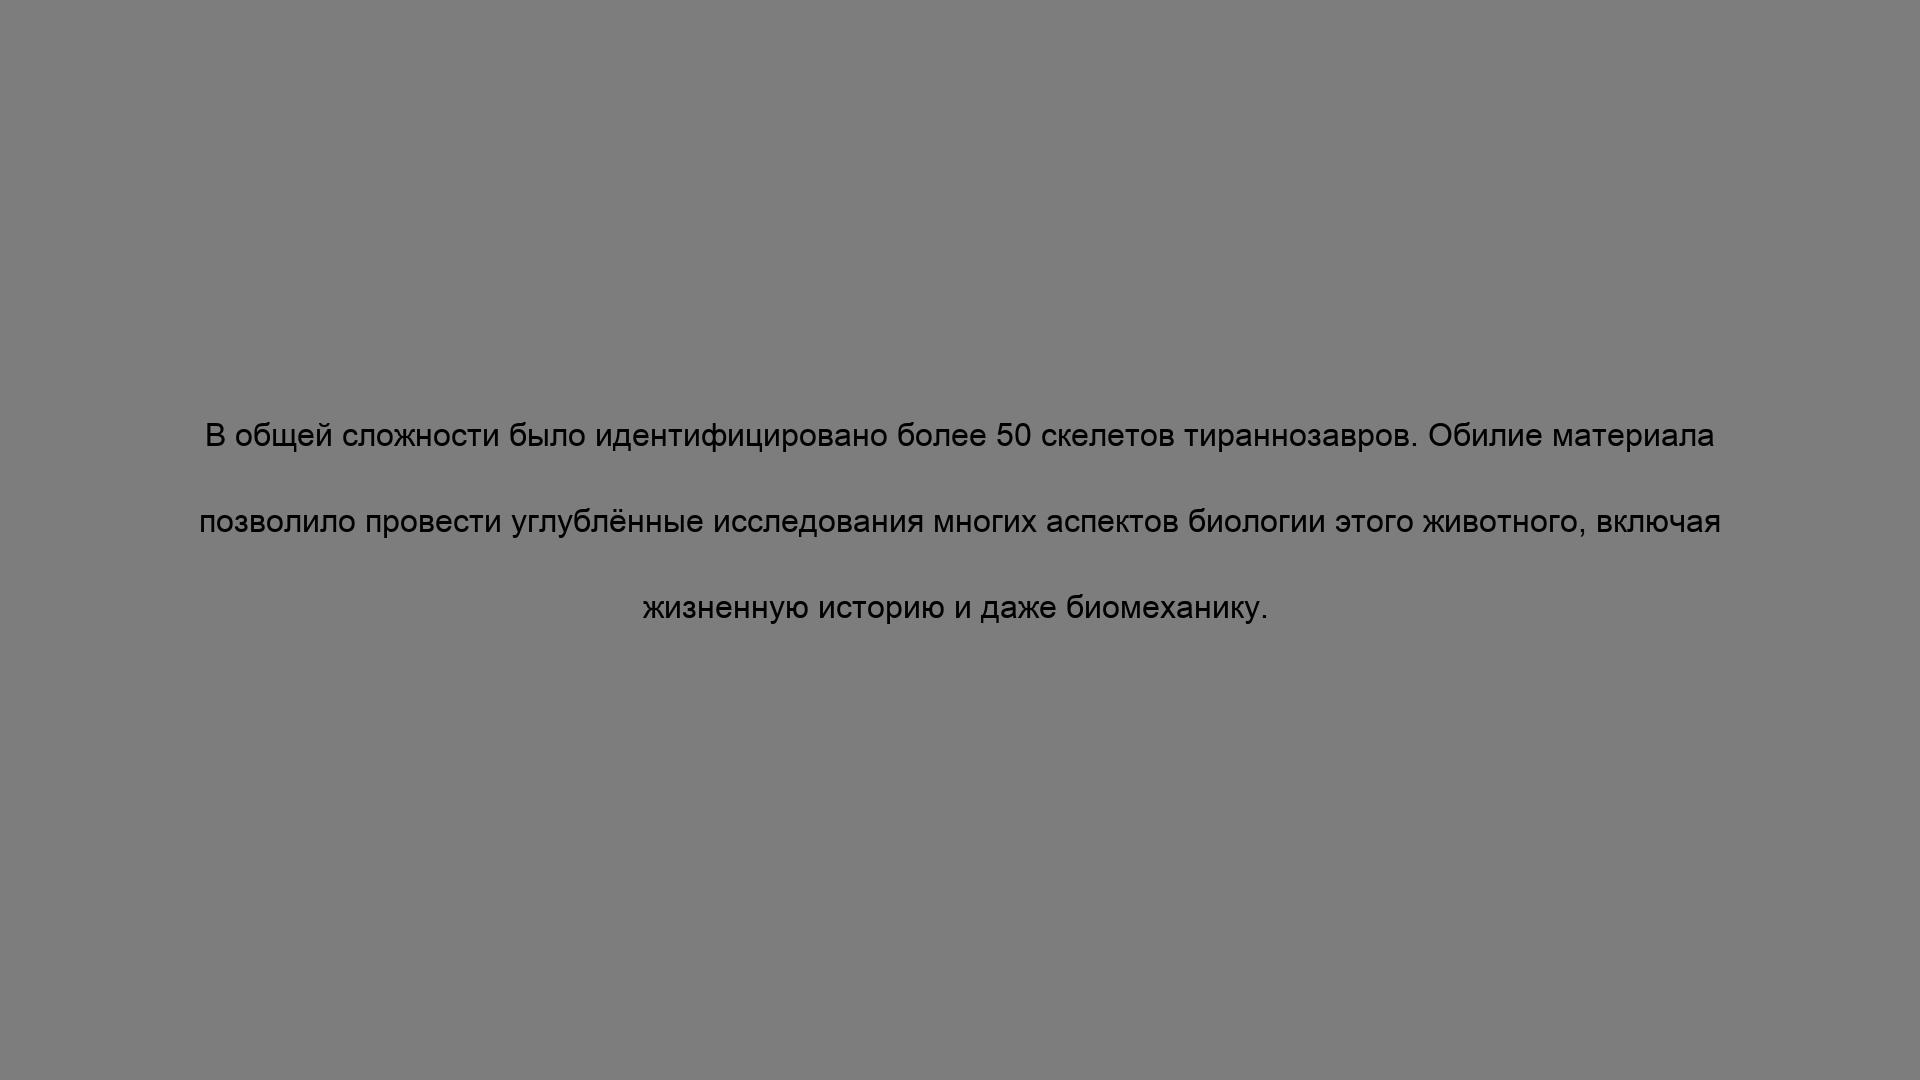 В общей сложности было идентифицировано более 50 скелетов тираннозавров. Обилие материала
позволило провести углублённые исследования многих аспектов биологии этого животного, включая
жизненную историю и даже биомеханику.